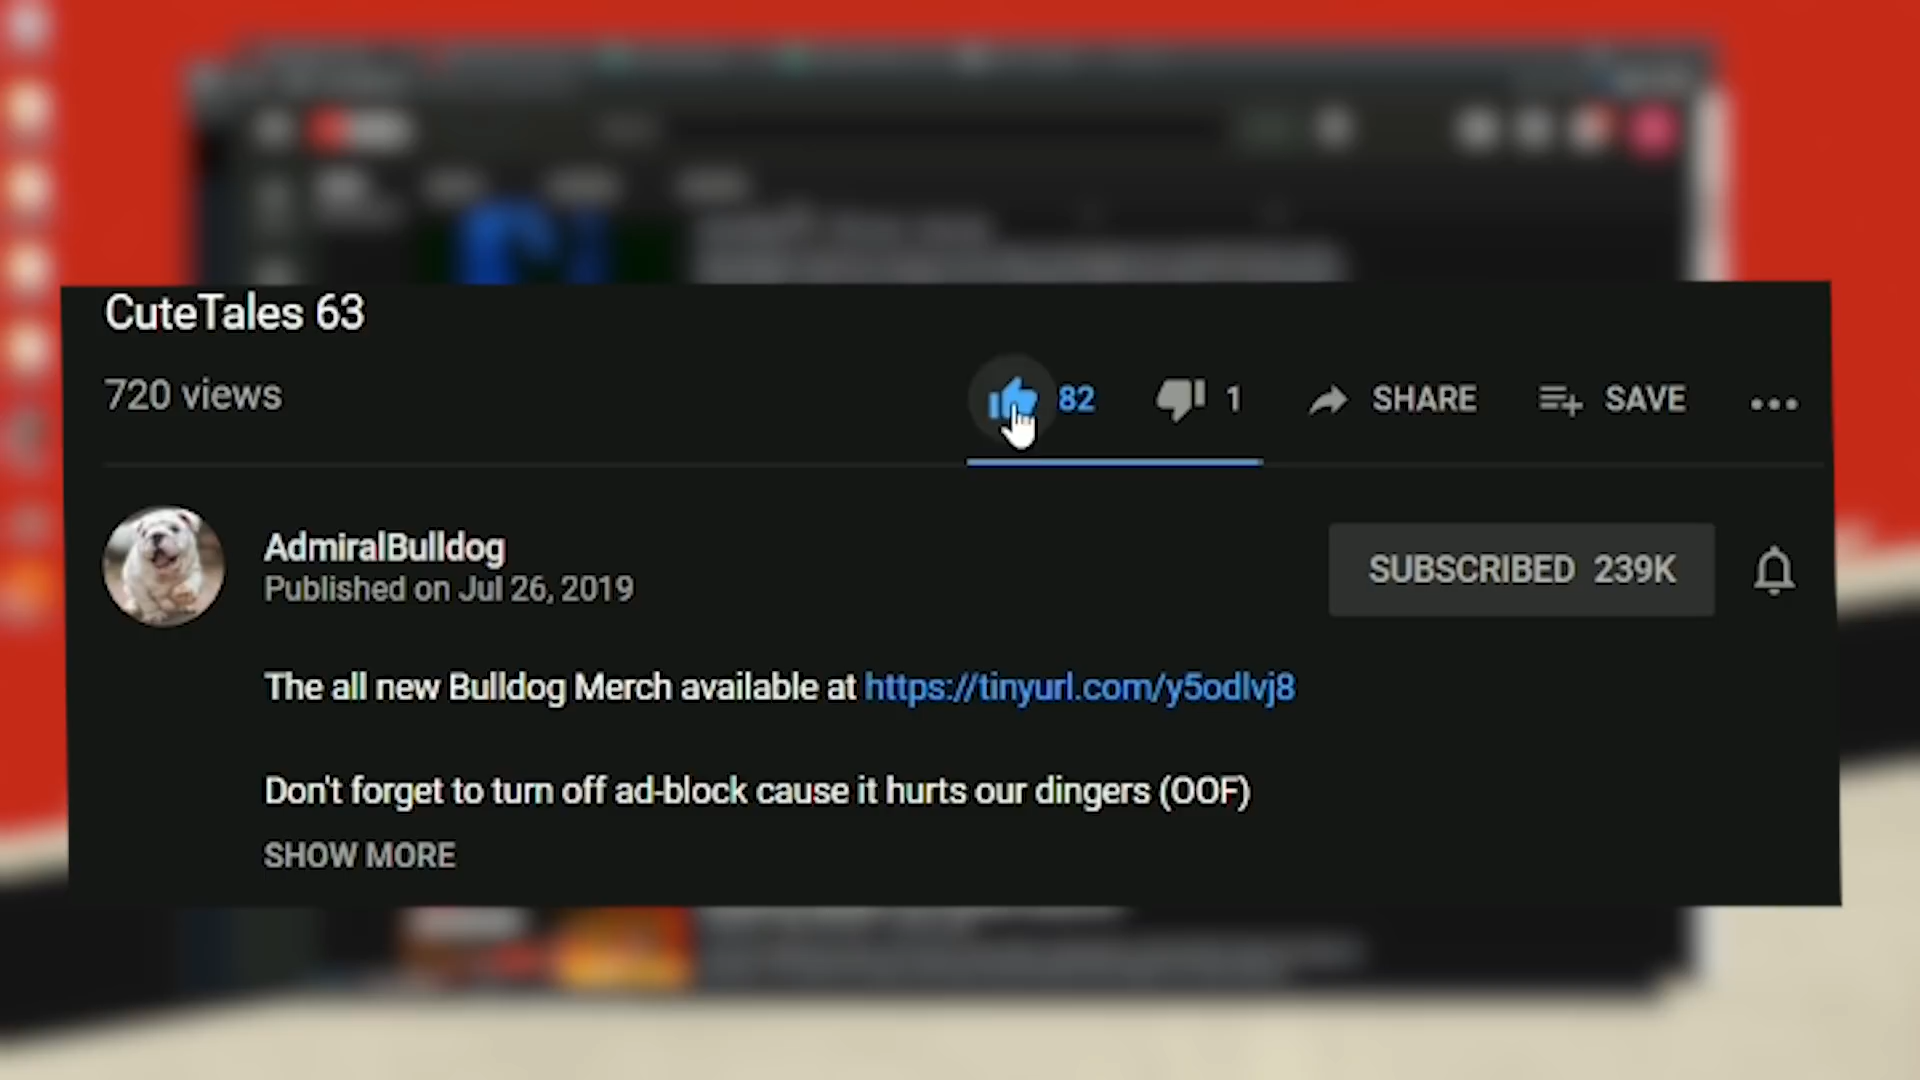 CuteTales 63
720 views
82
1
SHARE
SAVE
AdmiralBulldog
Published on Jul 26, 2019
SUBSCRIBED 239K
The all new Bulldog Merch available at https://tinyurl.com/y5odlvj8
Don't forget to turn off ad-block cause it hurts our dingers (OOF)
SHOW MORE